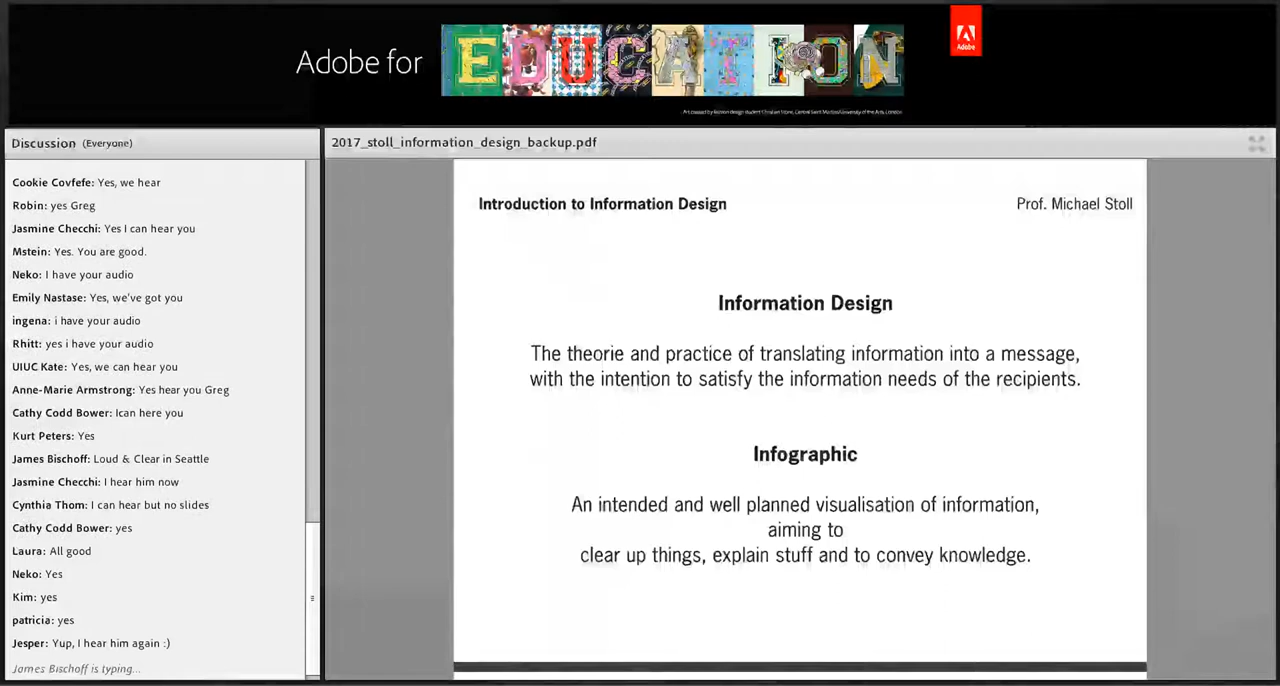 Adobe for EDUCATION
Adobe
Discussion (Everyone)
Cookie Covfefe: Yes, we hear
Robin: yes Greg
Jasmine Checchi: Yes I can hear you
Mstein: Yes. You are good.
Neko: I have your audio
Emily Nastase: Yes, we've got you
ingena: i have your audio
Rhitt: yes i have your audio
UIUC Kate: Yes, we can hear you
Anne-Marie Armstrong: Yes hear you Greg
Cathy Codd Bower: Ican here you
Kurt Peters: Yes
James Bischoff: Loud & Clear in Seattle
Jasmine Checchi: I hear him now
Cynthia Thom: I can hear but no slides
Cathy Codd Bower: yes
Laura: All good
Neko: Yes
Kim: yes
patricia: yes
Jesper: Yup, I hear him again :)
James Bischoff is typing...
2017_stoll_information_design_backup.pdf
Introduction to Information Design
Prof. Michael Stoll
Information Design
The theorie and practice of translating information into a message,
with the intention to satisfy the information needs of the recipients.
Infographic
An intended and well planned visualisation of information,
aiming to
clear up things, explain stuff and to convey knowledge.